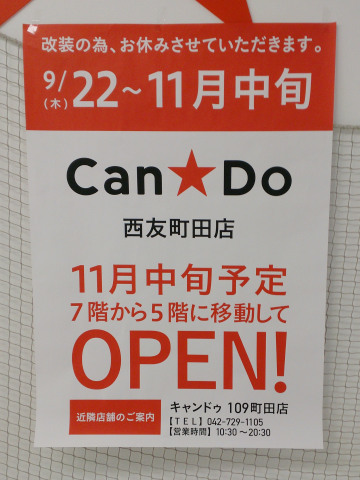 改装の為、お休みさせていただきます。
9/22〜11月中旬
(木)
Can★Do
西友町田店
11月中旬予定
7階から5階に移動して
OPEN!
近隣店舗のご案内
キャンドゥ 109町田店
【TEL】042-729-1105
【営業時間】10:30〜20:30